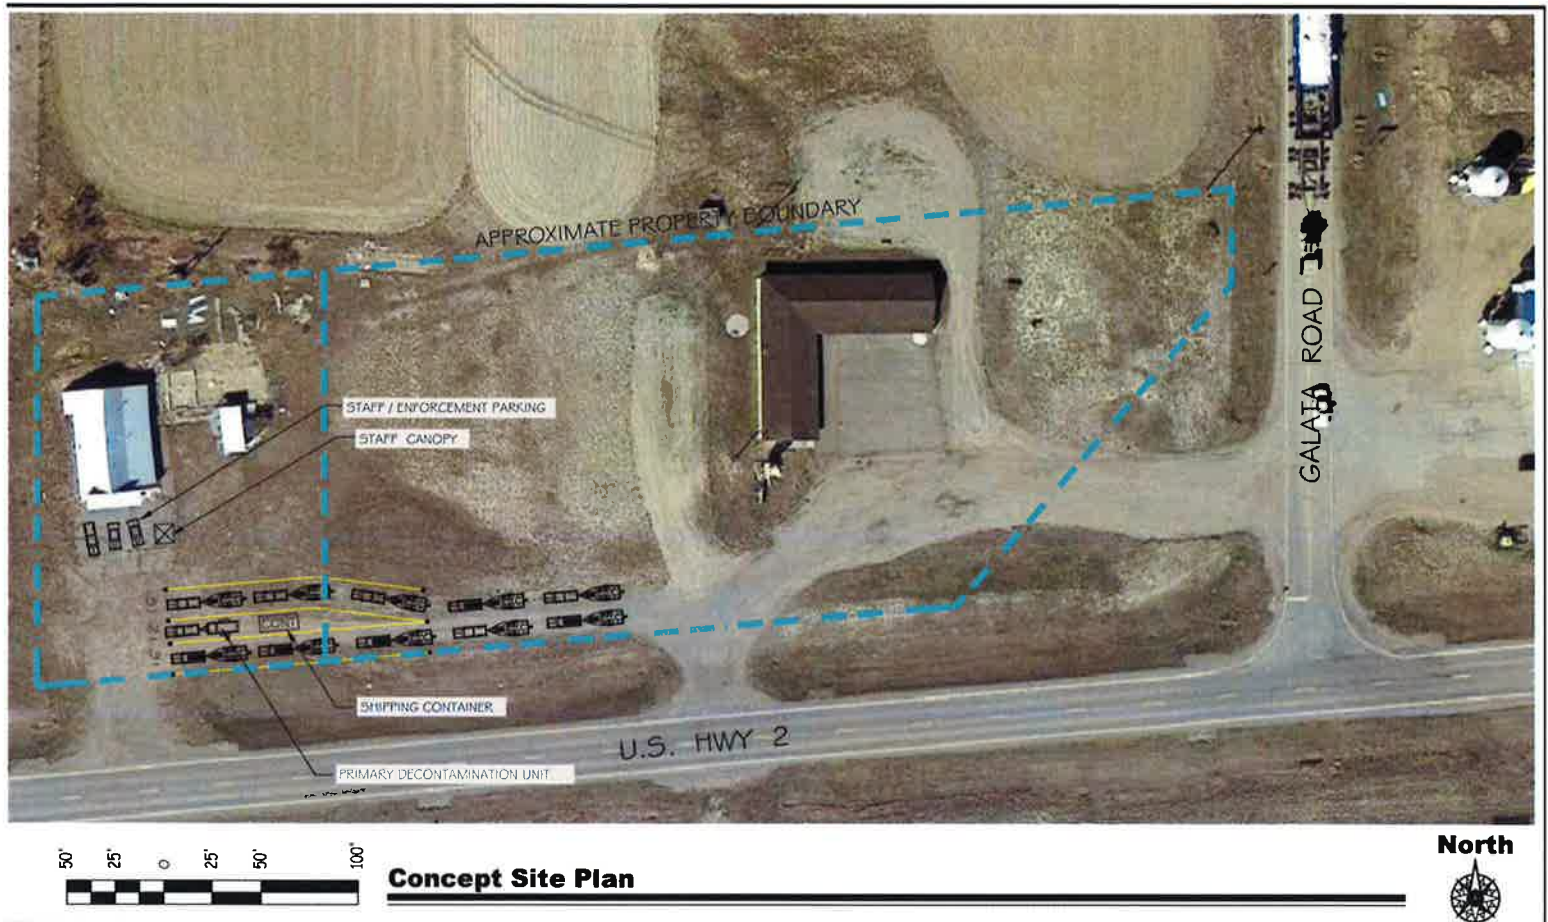 APPROXIMATE PROPERTY BOUNDARY
GALATA ROAD
STAFF / ENFORCEMENT PARKING
STAFF CANOPY
SHIPPING CONTAINER
U.S. HWY 2
PRIMARY DECONTAMINATION UNIT
50' 25' 0 25' 50' 100'
Concept Site Plan
North